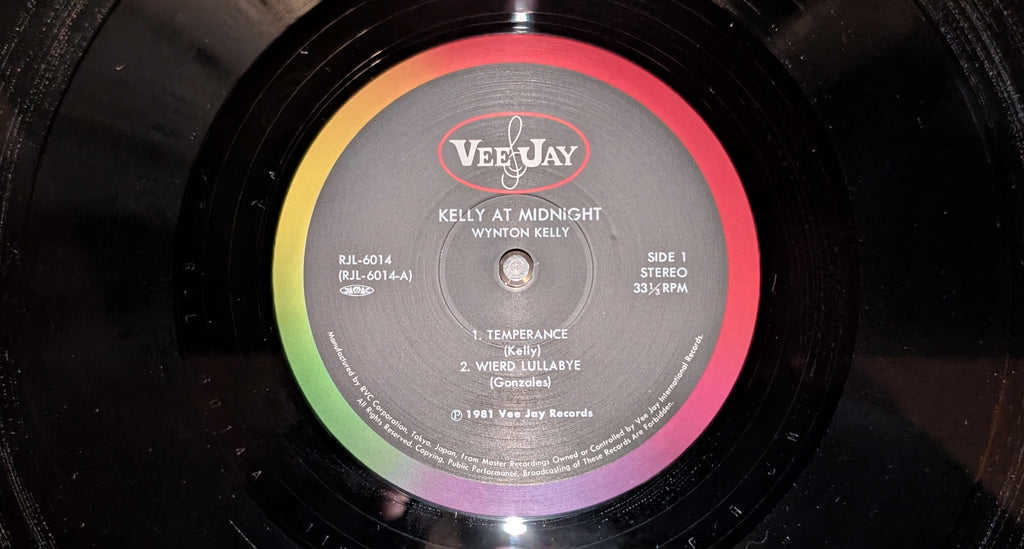 VEE JAY
KELLY AT MIDNIGHT
WYNTON KELLY
RJL-6014
(RJL-6014-A)
SIDE 1
STEREO
33⅓RPM
1. TEMPERANCE
(Kelly)
2. WIERD LULLABYE
(Gonzales)
Ⓟ 1981 Vee Jay Records
Manufactured by RVC Corporation, Tokyo, Japan, From Master Recordings Owned or Controlled by Vee Jay International Records.
All Rights Reserved. Copying, Public Performance, Broadcasting of These Records Are Forbidden.